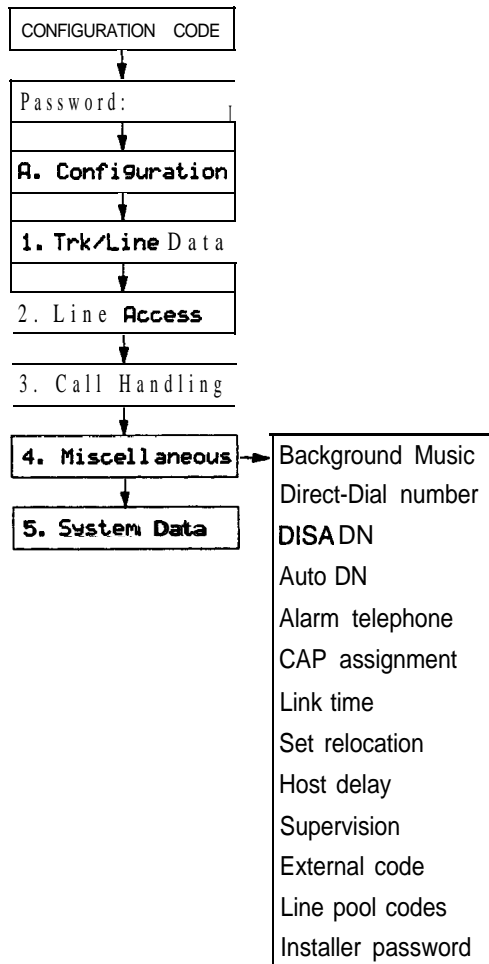 CONFIGURATION CODE
Password:
A. Configuration
1. Trk/Line Data
2. Line Access
3. Call Handling
4. Miscellaneous
5. System Data
Background Music
Direct-Dial number
DISA DN
Auto DN
Alarm telephone
CAP assignment
Link time
Set relocation
Host delay
Supervision
External code
Line pool codes
Installer password